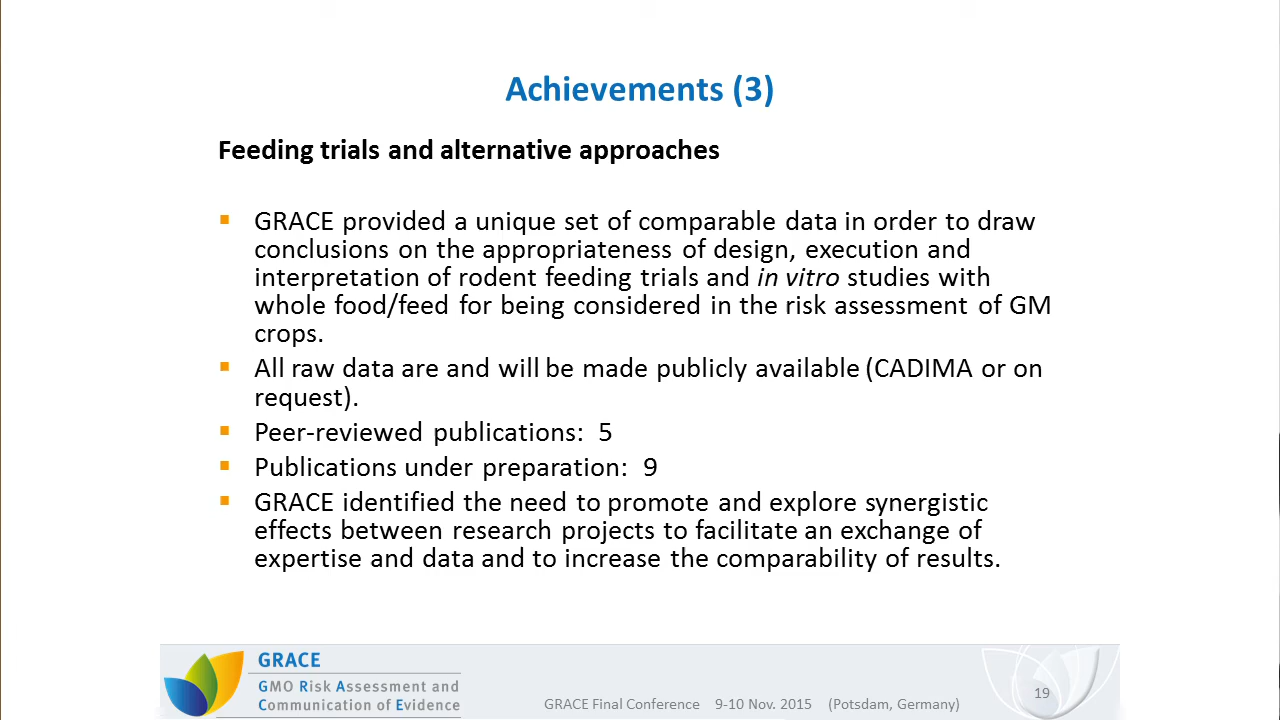 Achievements (3)
Feeding trials and alternative approaches
▪ GRACE provided a unique set of comparable data in order to draw
conclusions on the appropriateness of design, execution and
interpretation of rodent feeding trials and in vitro studies with
whole food/feed for being considered in the risk assessment of GM
crops.
▪ All raw data are and will be made publicly available (CADIMA or on
request).
▪ Peer-reviewed publications: 5
▪ Publications under preparation: 9
▪ GRACE identified the need to promote and explore synergistic
effects between research projects to facilitate an exchange of
expertise and data and to increase the comparability of results.
GRACE
GMO Risk Assessment and
Communication of Evidence
GRACE Final Conference 9-10 Nov. 2015 (Potsdam, Germany)
19